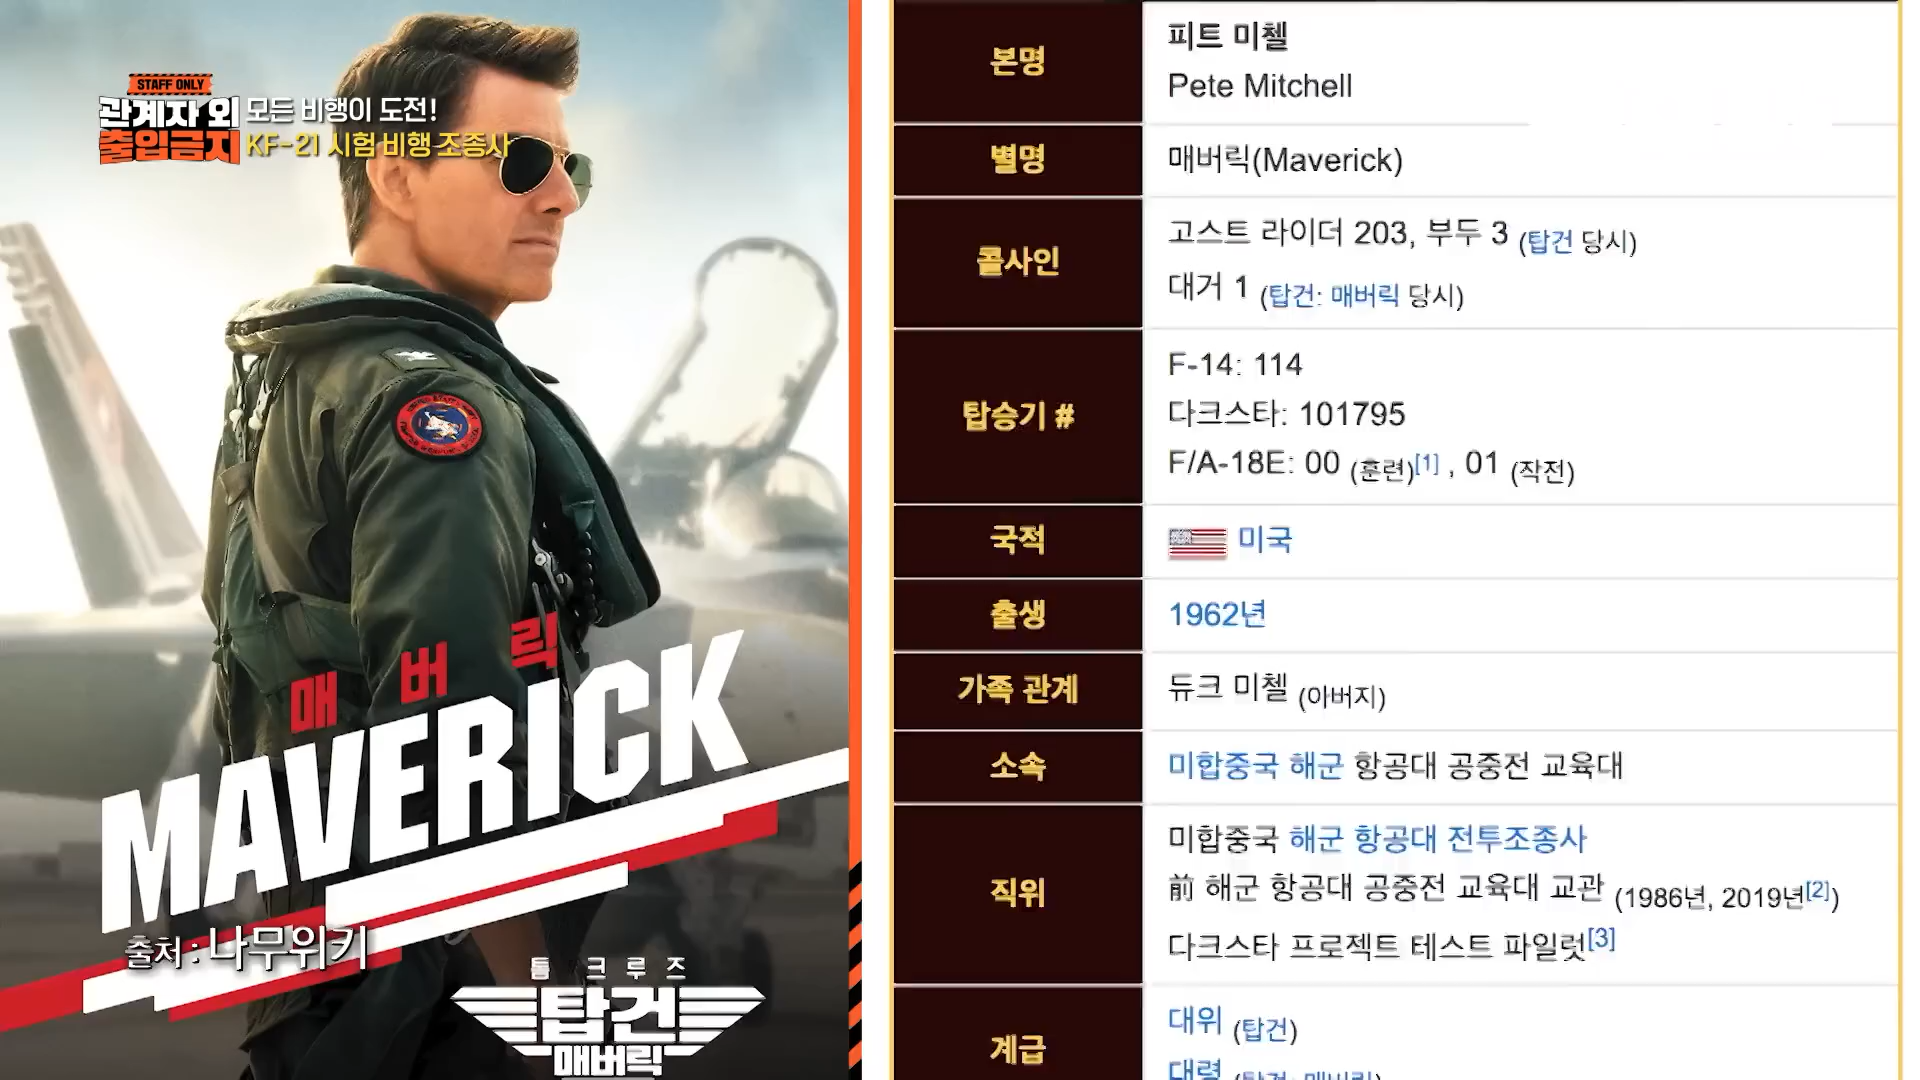 STAFF ONLY
관계자 외
출입금지
모든 비행이 도전!
KF-21 시험 비행 조종사
매버릭
MAVERICK
출처 : 나무위키
톰 크루즈
탑건
매버릭
본명
피트 미첼
Pete Mitchell
별명
매버릭(Maverick)
콜사인
고스트 라이더 203, 부두 3 (탑건 당시)
대거 1 (탑건: 매버릭 당시)
탑승기 #
F-14: 114
다크스타: 101795
F/A-18E: 00 (훈련)[1] , 01 (작전)
국적
미국
출생
1962년
가족 관계
듀크 미첼 (아버지)
소속
미합중국 해군 항공대 공중전 교육대
직위
미합중국 해군 항공대 전투조종사
前 해군 항공대 공중전 교육대 교관 (1986년, 2019년[2])
다크스타 프로젝트 테스트 파일럿[3]
계급
대위 (탑건)
대령 (탑건: 매버릭)